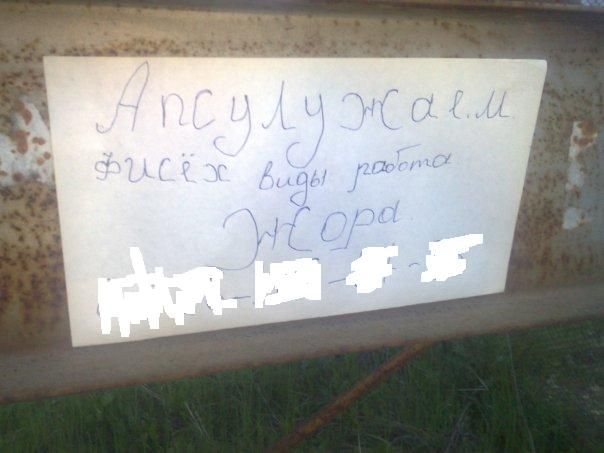 Апсулужаем
фисёх виды работа
Жора.